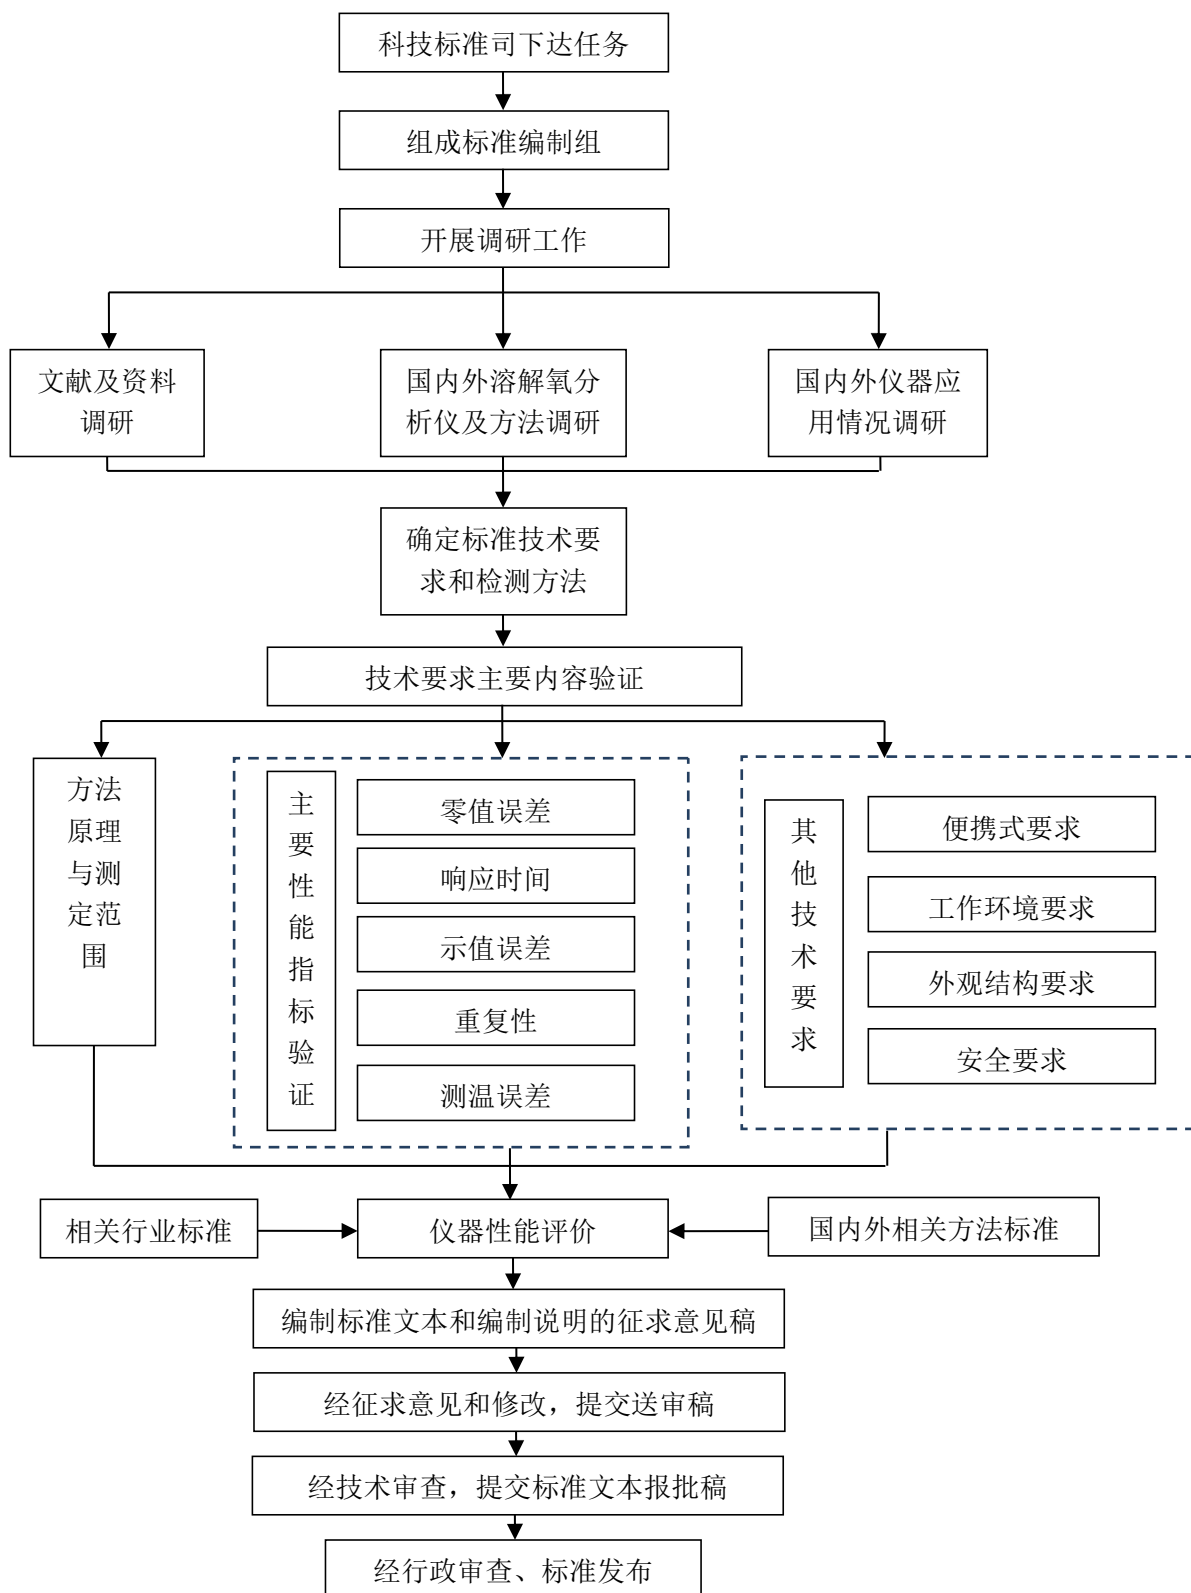 科技标准司下达任务
组成标准编制组
开展调研工作
文献及资料
调研
国内外溶解氧分
析仪及方法调研
国内外仪器应
用情况调研
确定标准技术要
求和检测方法
技术要求主要内容验证
方法
原理
与测
定范
围
主
要
性
能
指
标
验
证
零值误差
响应时间
示值误差
重复性
测温误差
其
他
技
术
要
求
便携式要求
工作环境要求
外观结构要求
安全要求
相关行业标准
仪器性能评价
国内外相关方法标准
编制标准文本和编制说明的征求意见稿
经征求意见和修改，提交送审稿
经技术审查，提交标准文本报批稿
经行政审查、标准发布